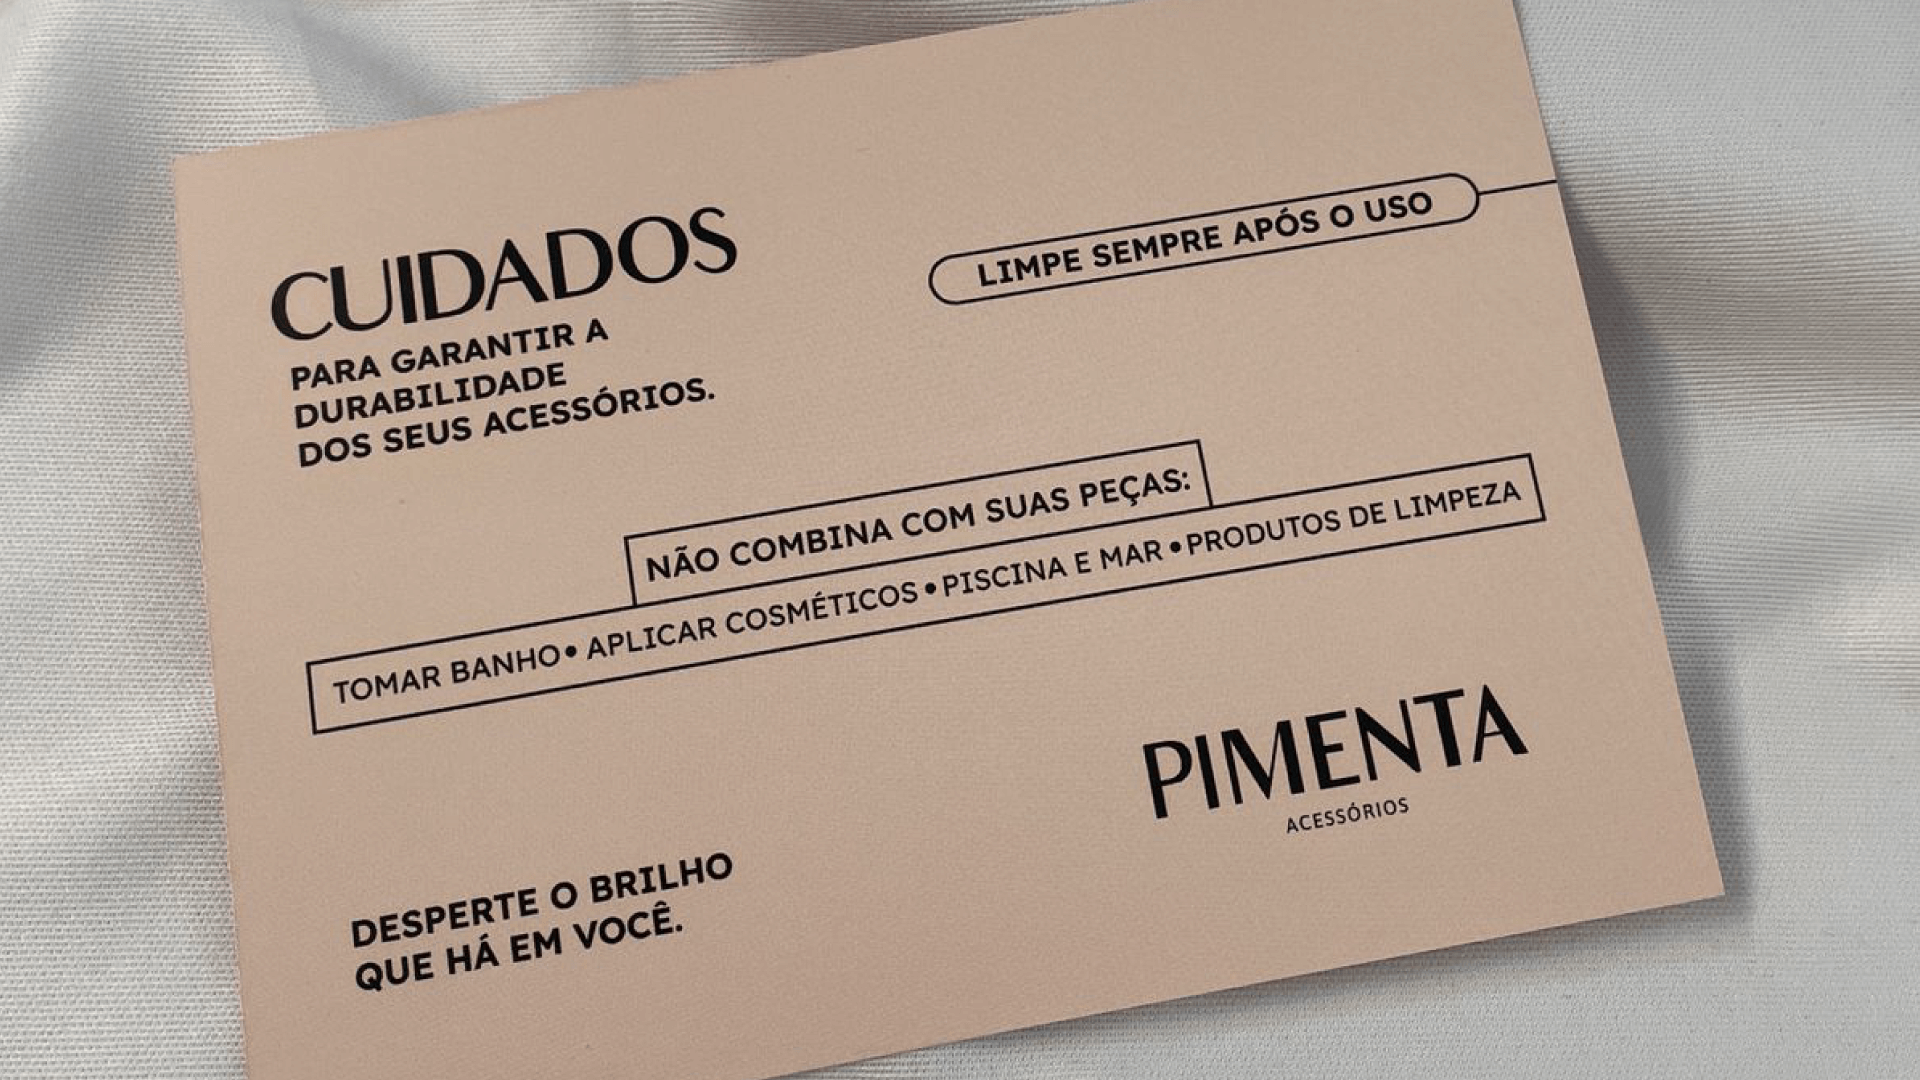 CUIDADOS
PARA GARANTIR A
DURABILIDADE
DOS SEUS ACESSÓRIOS.
LIMPE SEMPRE APÓS O USO
NÃO COMBINA COM SUAS PEÇAS:
TOMAR BANHO• APLICAR COSMÉTICOS •PISCINA E MAR •PRODUTOS DE LIMPEZA
PIMENTA
ACESSÓRIOS
DESPERTE O BRILHO
QUE HÁ EM VOCÊ.